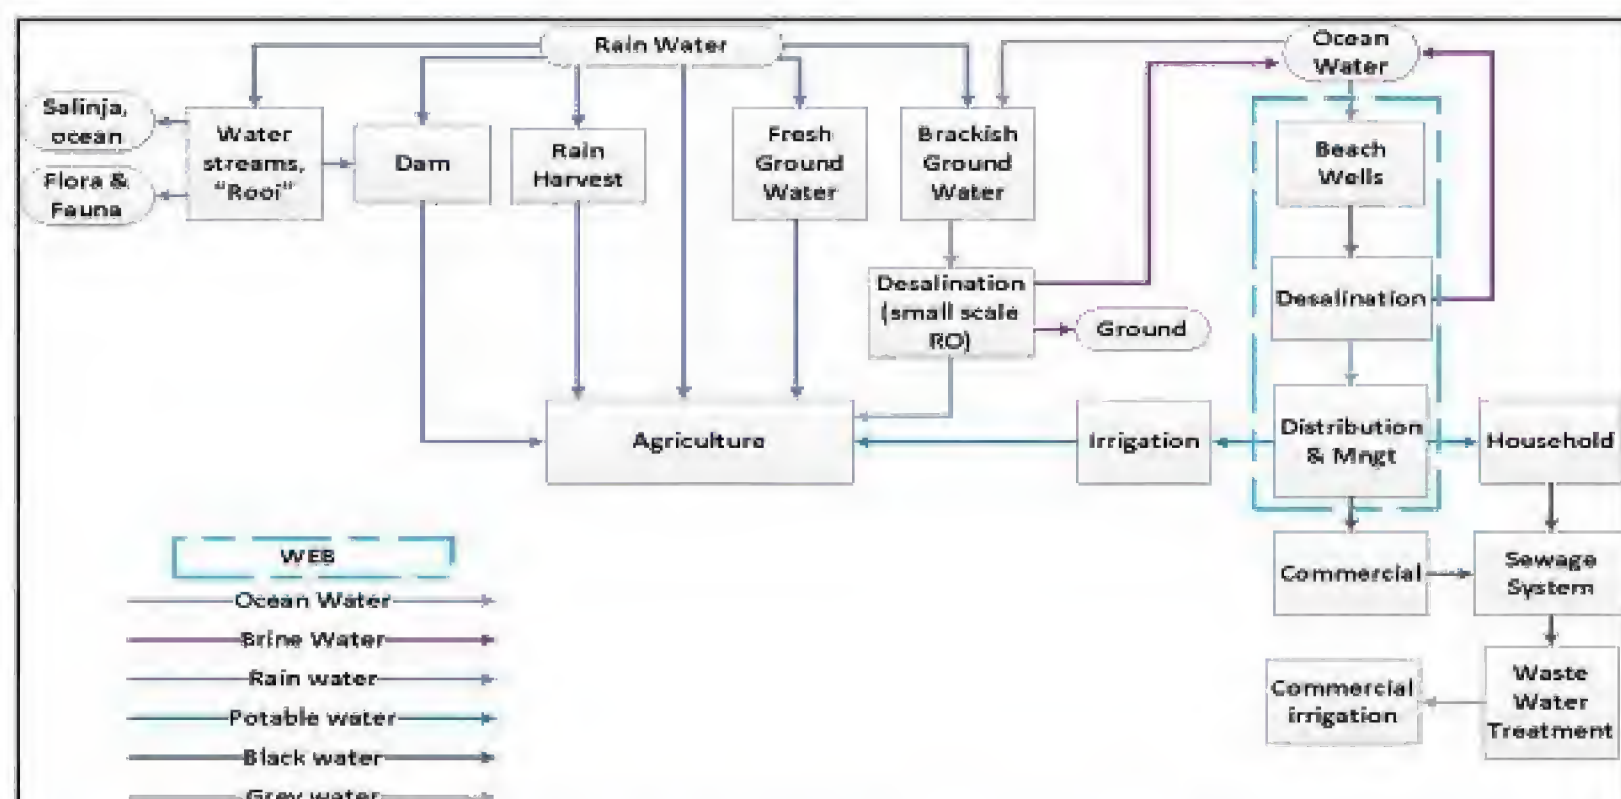 Rain Water
Ocean
Water
Salinja,
ocean
Flora &
Fauna
Water
streams,
"Rooi"
Dam
Rain
Harvest
Fresh
Ground
Water
Brackish
Ground
Water
Beach
Wells
Desalination
(small scale
RO)
Ground
Desalination
Agriculture
Irrigation
Distribution
& Mngt
Household
Commercial
Sewage
System
Commercial
irrigation
Waste
Water
Treatment
WEB
Ocean Water
Brine Water
Rain water
Potable water
Black water
Grey water